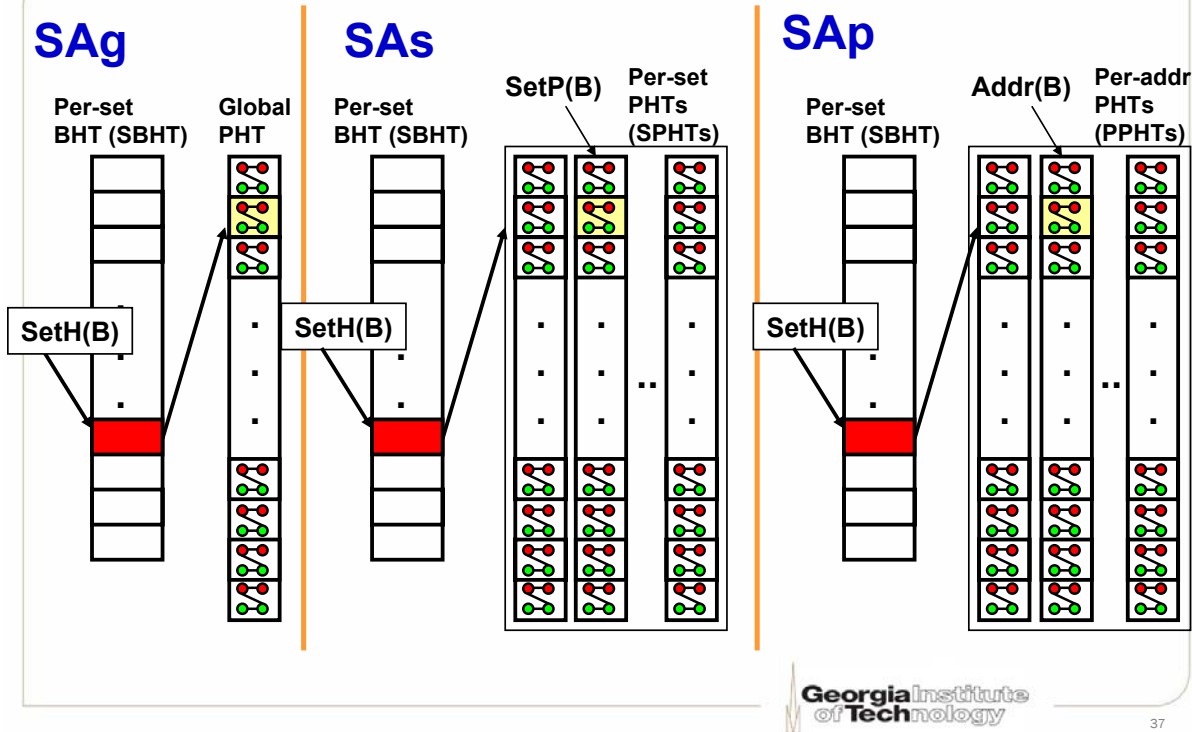 SAg
Per-set
BHT (SBHT)
Global
PHT
SetH(B)
SAs
Per-set
BHT (SBHT)
SetP(B)
Per-set
PHTs
(SPHTs)
SetH(B)
..
SAp
Per-set
BHT (SBHT)
Addr(B)
Per-addr
PHTs
(PPHTs)
SetH(B)
..
Georgia Institute
of Technology
37